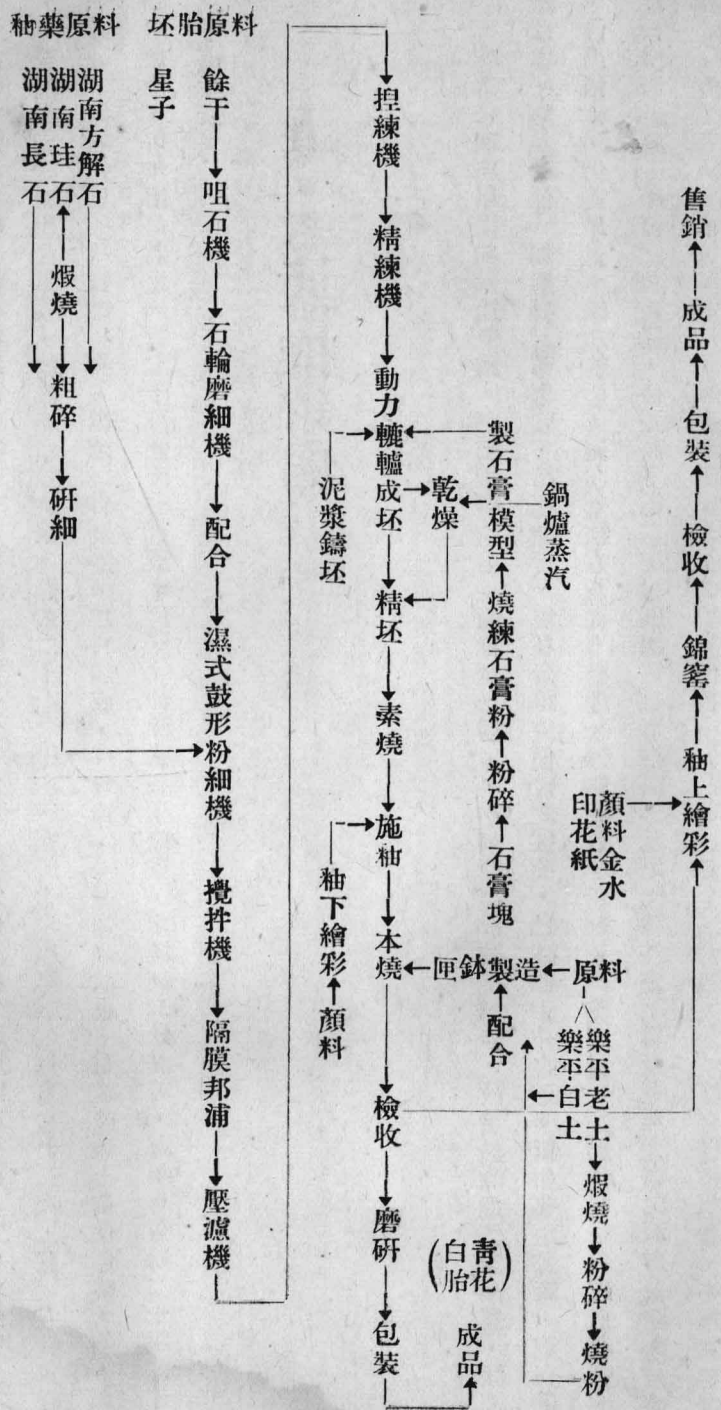 釉藥原料
湖南長石
湖南珪石
湖南方解石
煆燒
粗碎
研細
坯胎原料
星子
餘干
咀石機
石輪磨細機
配合
濕式鼓形粉細機
攪拌機
隔膜邦浦
壓濾機
捏練機
精練機
動力轆轤成坯
泥漿鑄坯
乾燥
精坯
素燒
施釉
釉下繪彩
顏料
本燒
檢收
磨研
包裝
成品
(青花白胎)
製石膏模型
燒練石膏粉
粉碎
石膏塊
鍋爐蒸汽
匣鉢製造
配合
原料
樂平老土
樂平白土
煆燒
粉碎
燒粉
顏料金水
印花紙
釉上繪彩
錦窰
檢收
包裝
成品
售銷